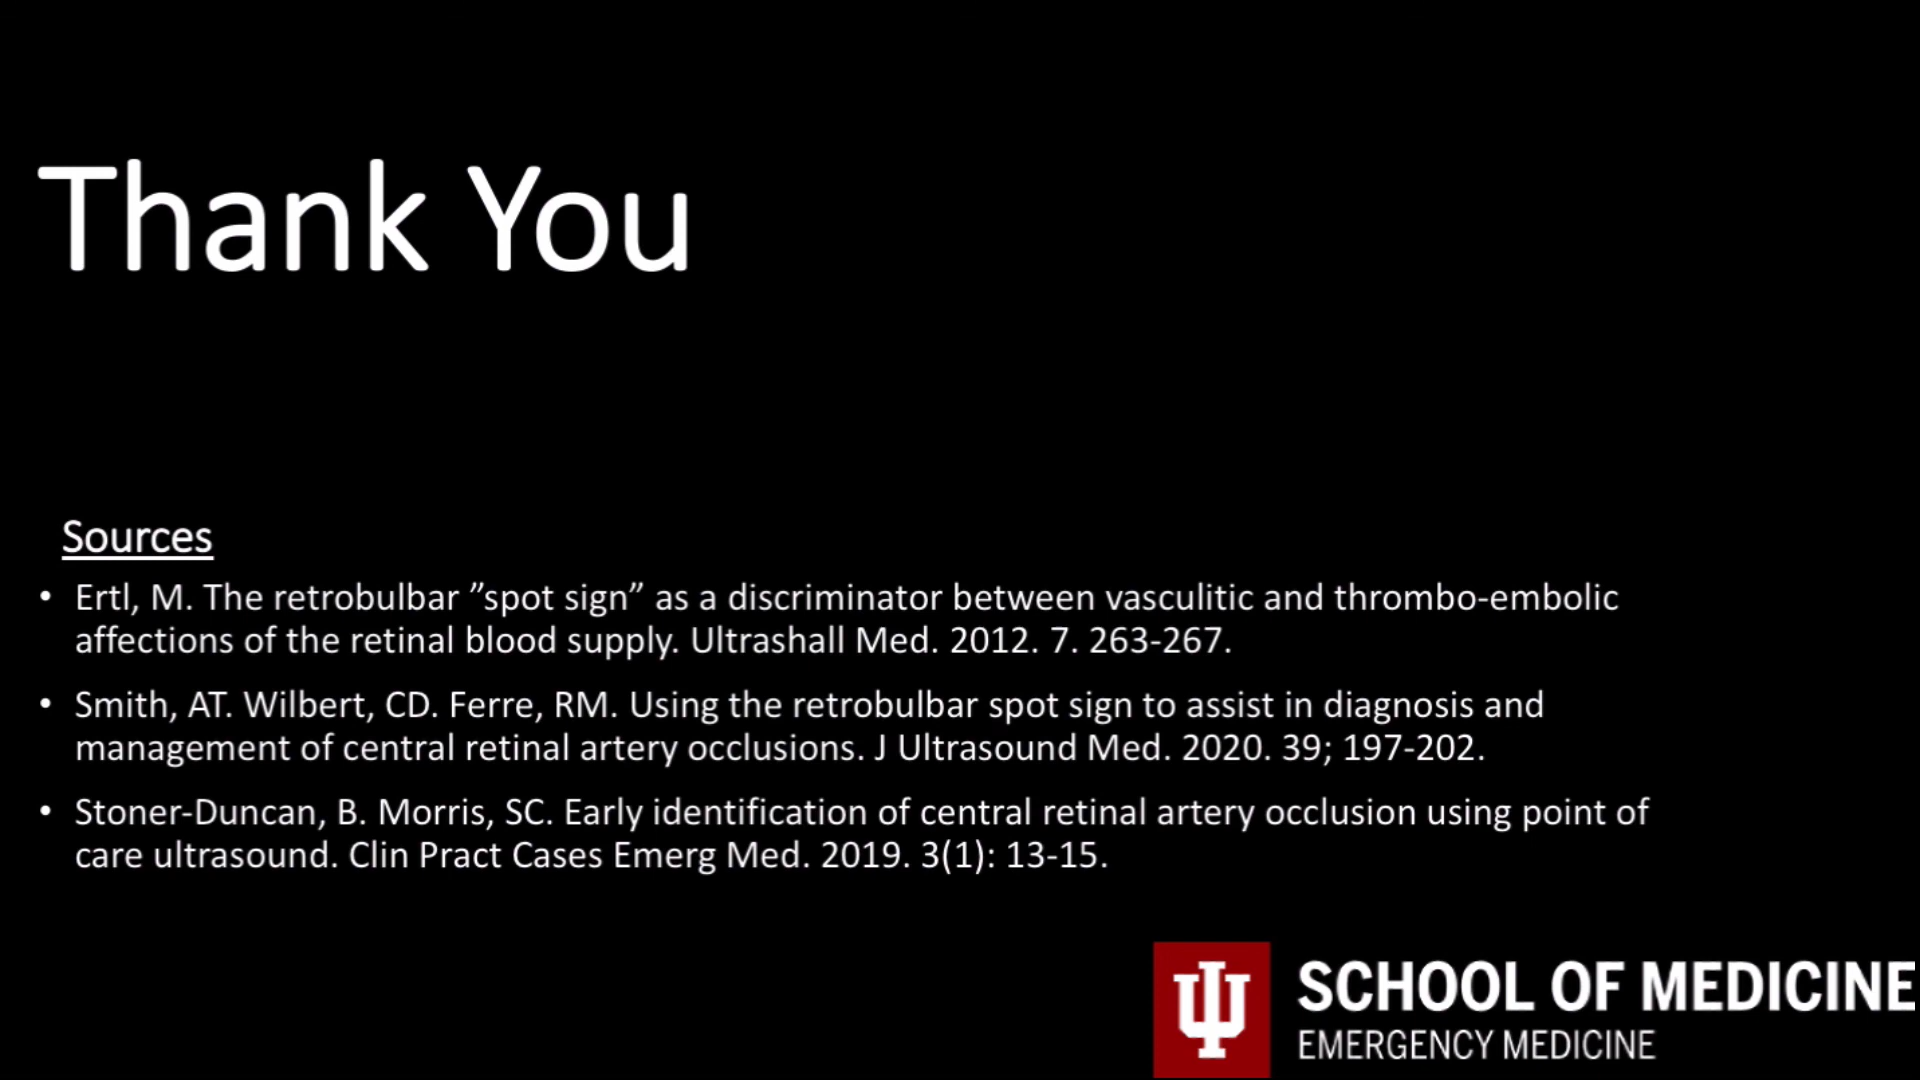 Thank You
Sources
• Ertl, M. The retrobulbar ”spot sign” as a discriminator between vasculitic and thrombo-embolic
affections of the retinal blood supply. Ultrashall Med. 2012. 7. 263-267.
• Smith, AT. Wilbert, CD. Ferre, RM. Using the retrobulbar spot sign to assist in diagnosis and
management of central retinal artery occlusions. J Ultrasound Med. 2020. 39; 197-202.
• Stoner-Duncan, B. Morris, SC. Early identification of central retinal artery occlusion using point of
care ultrasound. Clin Pract Cases Emerg Med. 2019. 3(1): 13-15.
SCHOOL OF MEDICINE
EMERGENCY MEDICINE